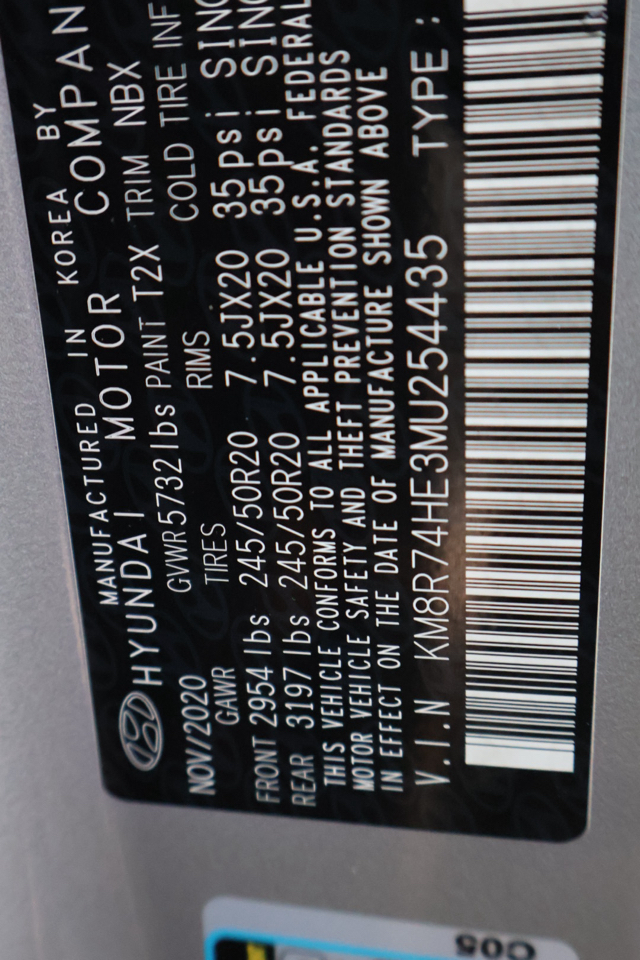 MANUFACTURED IN KOREA BY
HYUNDAI MOTOR COMPAN
NOV/2020 GVWR 5732 lbs PAINT T2X TRIM NBX
GAWR TIRES RIMS COLD TIRE INF
FRONT 2954 lbs 245/50R20 7.5JX20 35psi SING
REAR 3197 lbs 245/50R20 7.5JX20 35psi SING
THIS VEHICLE CONFORMS TO ALL APPLICABLE U.S.A. FEDERAL
MOTOR VEHICLE SAFETY AND THEFT PREVENTION STANDARDS
IN EFFECT ON THE DATE OF MANUFACTURE SHOWN ABOVE
V.I.N KM8R74HE3MU254435 TYPE :
C05